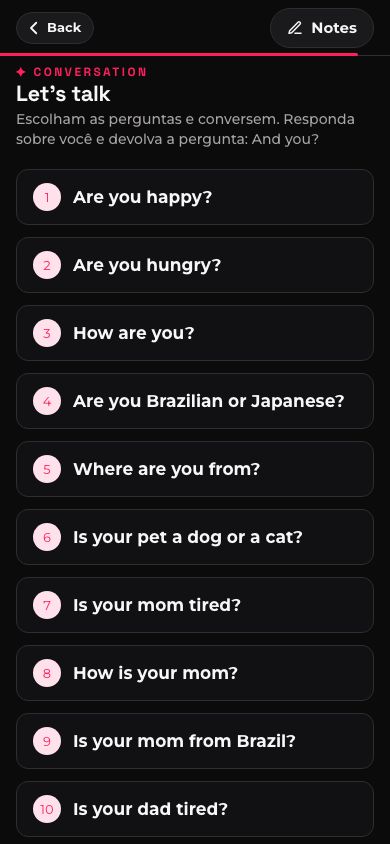 Back
Notes
CONVERSATION
Let's talk
Escolham as perguntas e conversem. Responda
sobre você e devolva a pergunta: And you?
1 Are you happy?
2 Are you hungry?
3 How are you?
4 Are you Brazilian or Japanese?
5 Where are you from?
6 Is your pet a dog or a cat?
7 Is your mom tired?
8 How is your mom?
9 Is your mom from Brazil?
10 Is your dad tired?